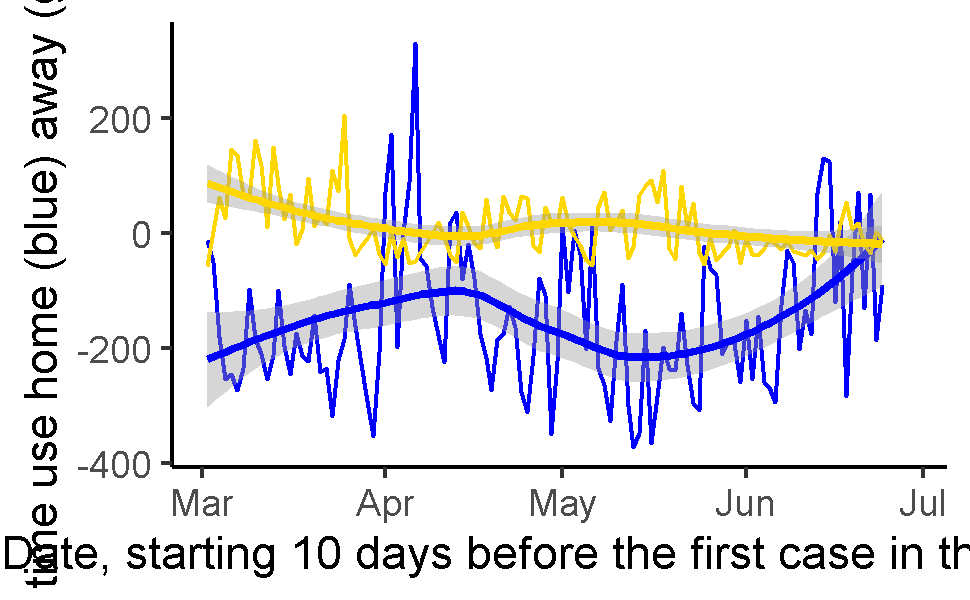 time use home (blue) away (
200
0
-200
-400
Mar Apr May Jun Jul
Date, starting 10 days before the first case in th